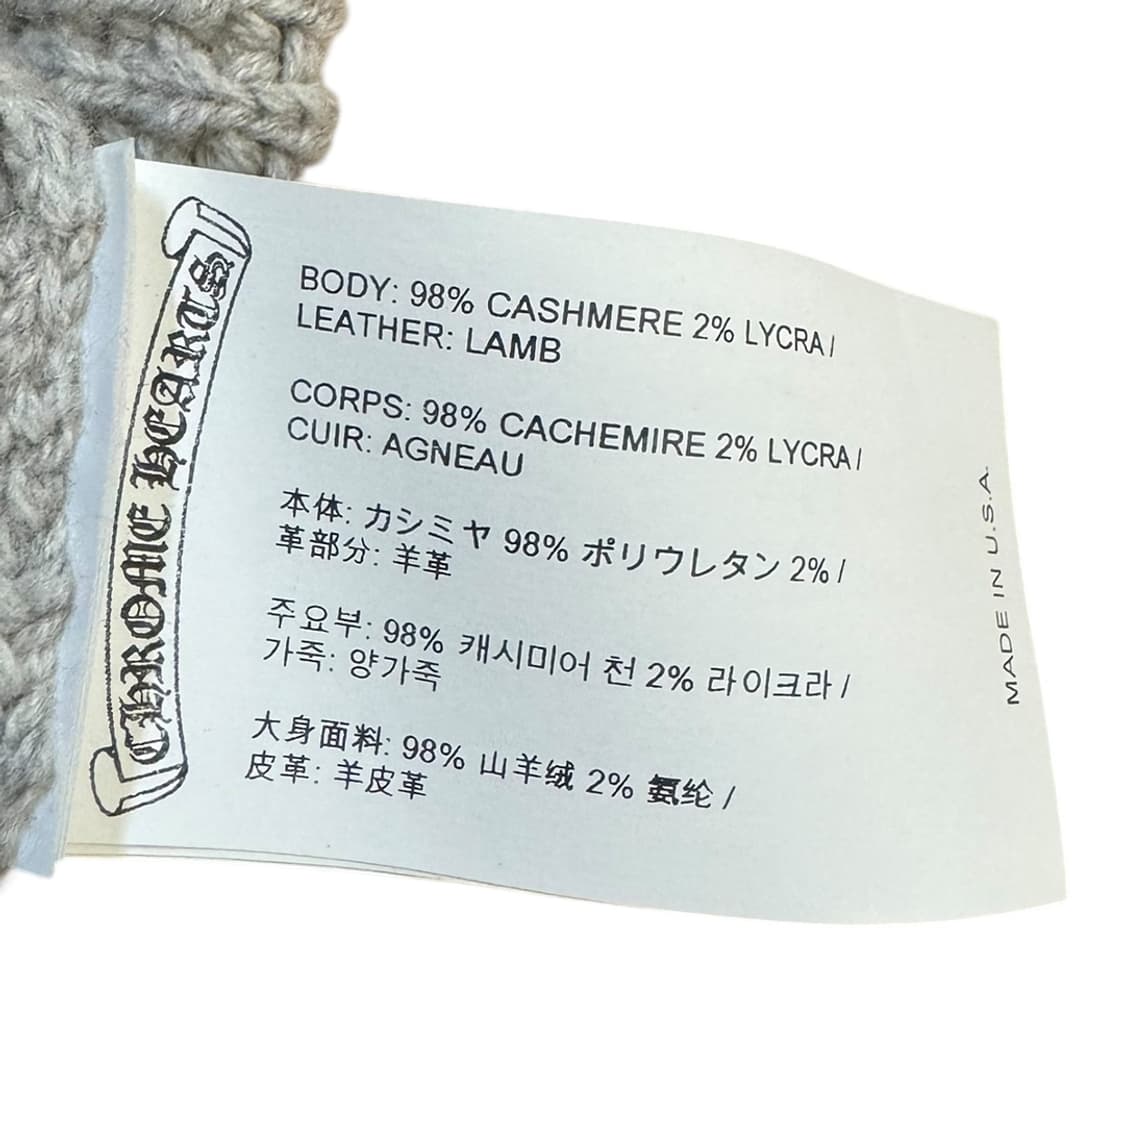 CHROME HEARTS
BODY: 98% CASHMERE 2% LYCRA /
LEATHER: LAMB
CORPS: 98% CACHEMIRE 2% LYCRA /
CUIR: AGNEAU
本体: カシミヤ 98% ポリウレタン 2% /
革部分: 羊革
주요부: 98% 캐시미어 천 2% 라이크라 /
가죽: 양가죽
大身面料: 98% 山羊绒 2% 氨纶 /
皮革: 羊皮革
MADE IN U.S.A.